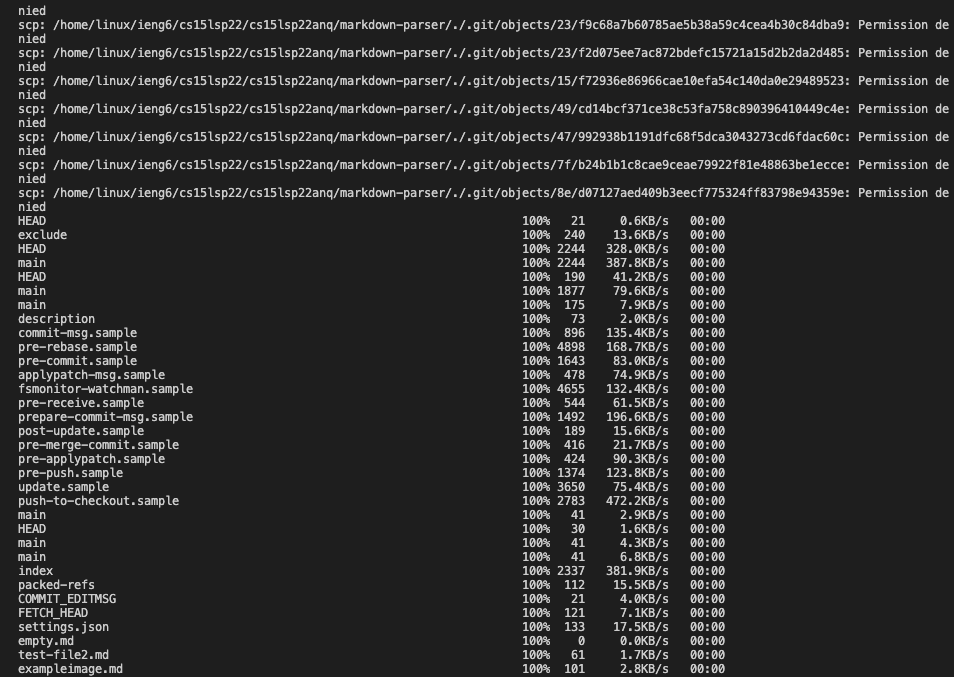 nied
scp: /home/linux/ieng6/cs15lsp22/cs15lsp22anq/markdown-parser/./.git/objects/23/f9c68a7b60785ae5b38a59c4cea4b30c84dba9: Permission de
nied
scp: /home/linux/ieng6/cs15lsp22/cs15lsp22anq/markdown-parser/./.git/objects/23/f2d075ee7ac872bdefc15721a15d2b2da2d485: Permission de
nied
scp: /home/linux/ieng6/cs15lsp22/cs15lsp22anq/markdown-parser/./.git/objects/15/f72936e86966cae10efa54c140da0e29489523: Permission de
nied
scp: /home/linux/ieng6/cs15lsp22/cs15lsp22anq/markdown-parser/./.git/objects/49/cd14bcf371ce38c53fa758c890396410449c4e: Permission de
nied
scp: /home/linux/ieng6/cs15lsp22/cs15lsp22anq/markdown-parser/./.git/objects/47/992938b1191dfc68f5dca3043273cd6fdac60c: Permission de
nied
scp: /home/linux/ieng6/cs15lsp22/cs15lsp22anq/markdown-parser/./.git/objects/7f/b24b1b1c8cae9ceae79922f81e48863be1ecce: Permission de
nied
scp: /home/linux/ieng6/cs15lsp22/cs15lsp22anq/markdown-parser/./.git/objects/8e/d07127aed409b3eecf775324ff83798e94359e: Permission de
nied
HEAD 100% 21 0.6KB/s 00:00
exclude 100% 240 13.6KB/s 00:00
HEAD 100% 2244 328.0KB/s 00:00
main 100% 2244 387.8KB/s 00:00
HEAD 100% 190 41.2KB/s 00:00
main 100% 1877 79.6KB/s 00:00
main 100% 175 7.9KB/s 00:00
description 100% 73 2.0KB/s 00:00
commit-msg.sample 100% 896 135.4KB/s 00:00
pre-rebase.sample 100% 4898 168.7KB/s 00:00
pre-commit.sample 100% 1643 83.0KB/s 00:00
applypatch-msg.sample 100% 478 74.9KB/s 00:00
fsmonitor-watchman.sample 100% 4655 132.4KB/s 00:00
pre-receive.sample 100% 544 61.5KB/s 00:00
prepare-commit-msg.sample 100% 1492 196.6KB/s 00:00
post-update.sample 100% 189 15.6KB/s 00:00
pre-merge-commit.sample 100% 416 21.7KB/s 00:00
pre-applypatch.sample 100% 424 90.3KB/s 00:00
pre-push.sample 100% 1374 123.8KB/s 00:00
update.sample 100% 3650 75.4KB/s 00:00
push-to-checkout.sample 100% 2783 472.2KB/s 00:00
main 100% 41 2.9KB/s 00:00
HEAD 100% 30 1.6KB/s 00:00
main 100% 41 4.3KB/s 00:00
main 100% 41 6.8KB/s 00:00
index 100% 2337 381.9KB/s 00:00
packed-refs 100% 112 15.5KB/s 00:00
COMMIT_EDITMSG 100% 21 4.0KB/s 00:00
FETCH_HEAD 100% 121 7.1KB/s 00:00
settings.json 100% 133 17.5KB/s 00:00
empty.md 100% 0 0.0KB/s 00:00
test-file2.md 100% 61 1.7KB/s 00:00
exampleimage.md 100% 101 2.8KB/s 00:00